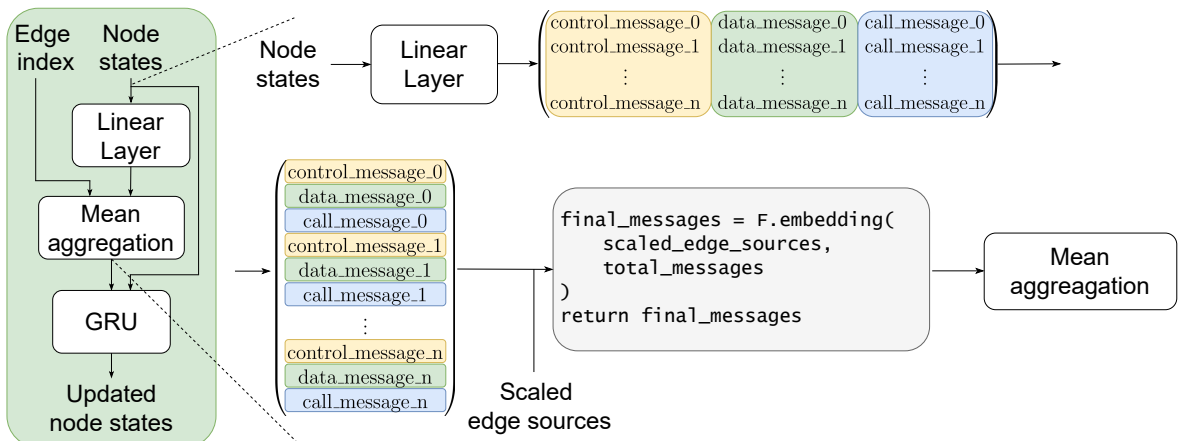 Edge
index
Node
states
Linear
Layer
Mean
aggregation
GRU
Updated
node states
Node
states
Linear
Layer
control_message_0 data_message_0 call_message_0
control_message_1 data_message_1 call_message_1
⋮ ⋮ ⋮
control_message_n data_message_n call_message_n
control_message_0
data_message_0
call_message_0
control_message_1
data_message_1
call_message_1
⋮
control_message_n
data_message_n
call_message_n
Scaled
edge sources
final_messages = F.embedding(
    scaled_edge_sources,
    total_messages
)
return final_messages
Mean
aggreagation